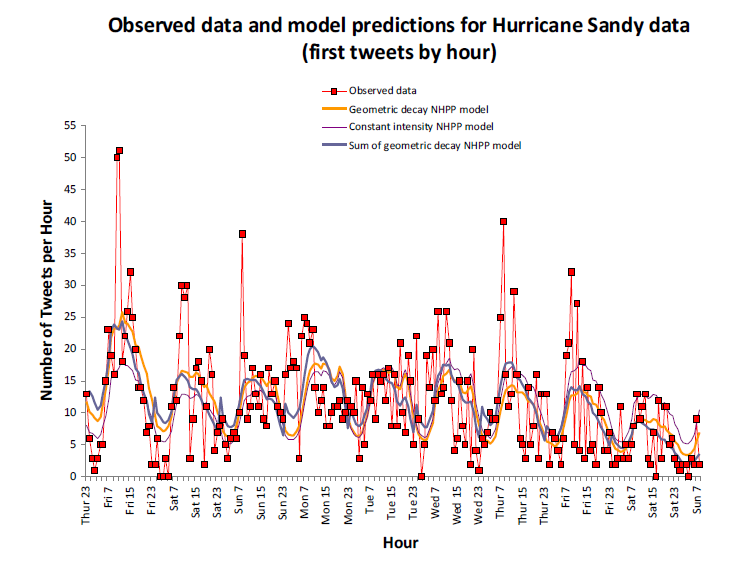 Observed data and model predictions for Hurricane Sandy data
(first tweets by hour)
Observed data
Geometric decay NHPP model
Constant intensity NHPP model
Sum of geometric decay NHPP model
55
50
45
40
35
30
25
20
15
10
5
0
Number of Tweets per Hour
Thur 23
Fri 7
Fri 15
Fri 23
Sat 7
Sat 15
Sat 23
Sun 7
Sun 15
Sun 23
Mon 7
Mon 15
Mon 23
Tue 7
Tue 15
Tue 23
Wed 7
Wed 15
Wed 23
Thur 7
Thur 15
Thur 23
Fri 7
Fri 15
Fri 23
Sat 7
Sat 15
Sat 23
Sun 7
Hour